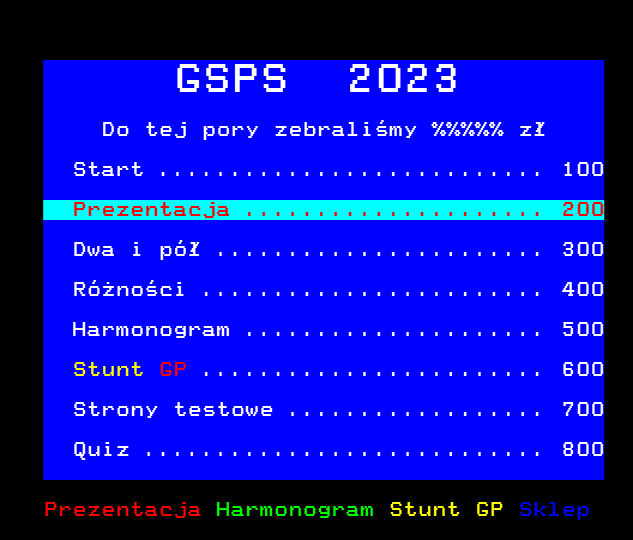 GSPS 2023
Do tej pory zebraliśmy %%%%% zł
Start ........................... 100
Prezentacja ..................... 200
Dwa i pół ....................... 300
Różności ........................ 400
Harmonogram ..................... 500
Stunt GP ........................ 600
Strony testowe .................. 700
Quiz ............................ 800
Prezentacja Harmonogram Stunt GP Sklep